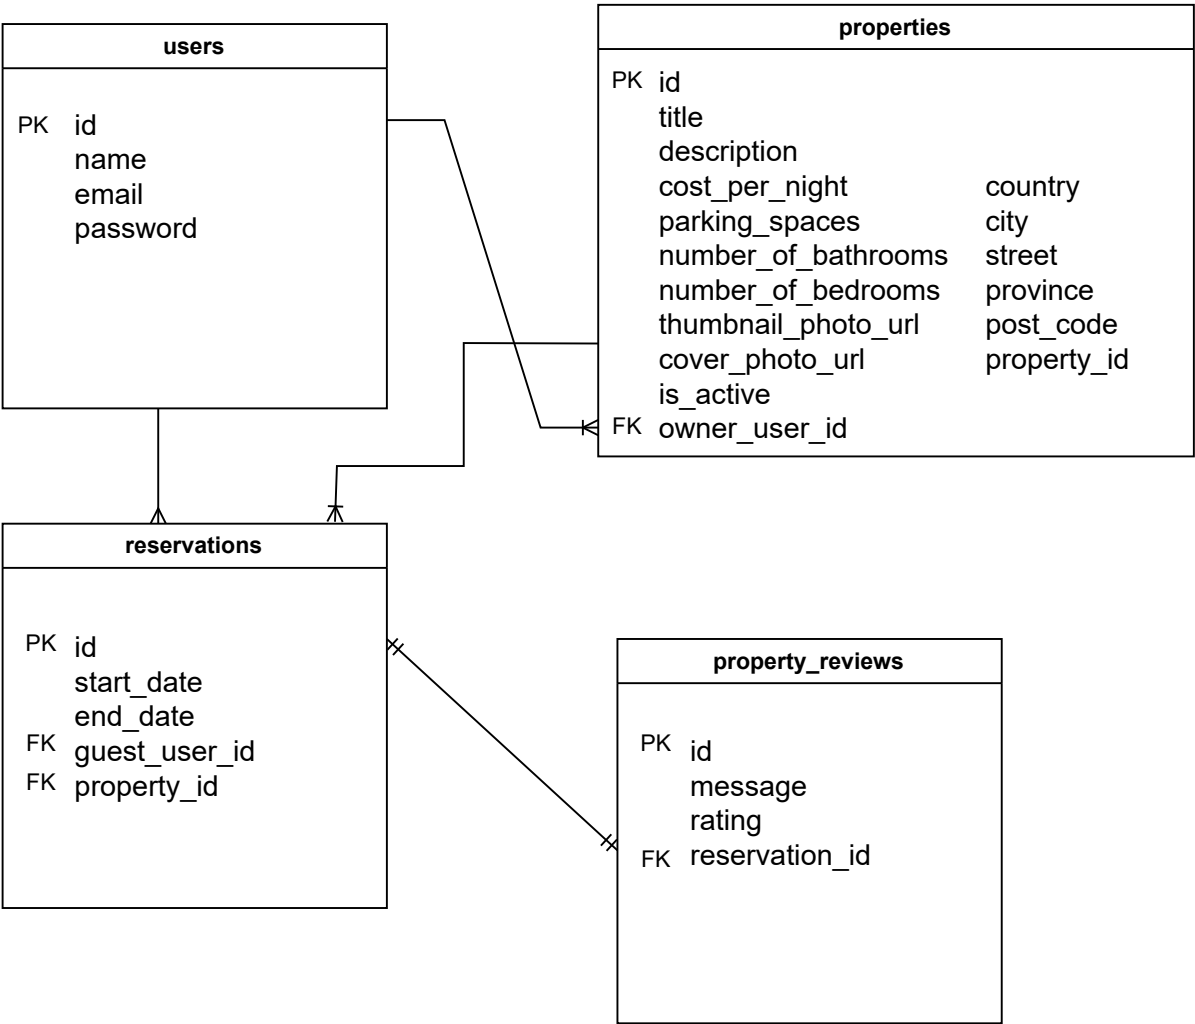 users
PK id
name
email
password
properties
PK id
title
description
cost_per_night country
parking_spaces city
number_of_bathrooms street
number_of_bedrooms province
thumbnail_photo_url post_code
cover_photo_url property_id
is_active
FK owner_user_id
reservations
PK id
start_date
end_date
FK guest_user_id
FK property_id
property_reviews
PK id
message
rating
FK reservation_id